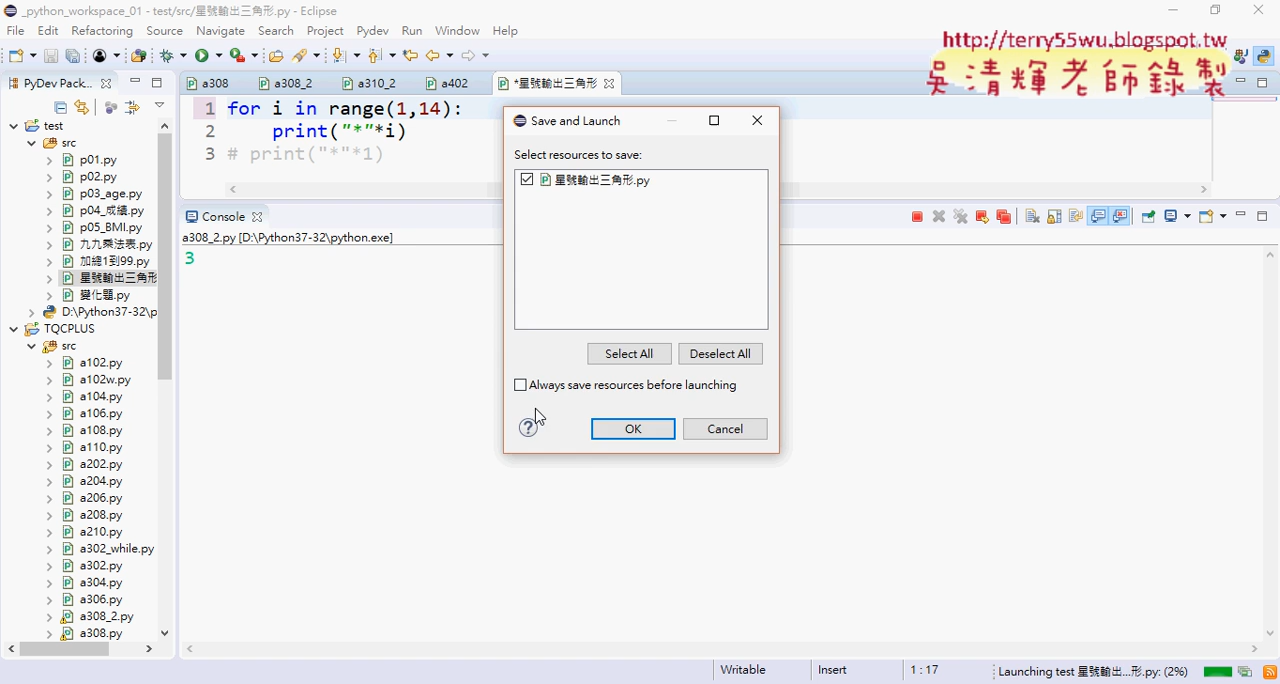 _python_workspace_01 - test/src/星號輸出三角形.py - Eclipse
File Edit Refactoring Source Navigate Search Project Pydev Run Window Help
http://terry55wu.blogspot.tw
吳清輝老師錄製
PyDev Pack...
a308
a308_2
a310_2
a402
*星號輸出三角形
test
src
p01.py
p02.py
p03_age.py
p04_成績.py
p05_BMI.py
九九乘法表.py
加總1到99.py
星號輸出三角形
變化題.py
D:\Python37-32\p
TQCPLUS
src
a102.py
a102w.py
a104.py
a106.py
a108.py
a110.py
a202.py
a204.py
a206.py
a208.py
a210.py
a302_while.py
a302.py
a304.py
a306.py
a308_2.py
a308.py
1 for i in range(1,14):
2 print("*"*i)
3 # print("*"*1)
Console
a308_2.py [D:\Python37-32\python.exe]
3
Save and Launch
Select resources to save:
星號輸出三角形.py
Select All
Deselect All
Always save resources before launching
?
OK
Cancel
Writable
Insert
1 : 17
Launching test 星號輸出...形.py: (2%)